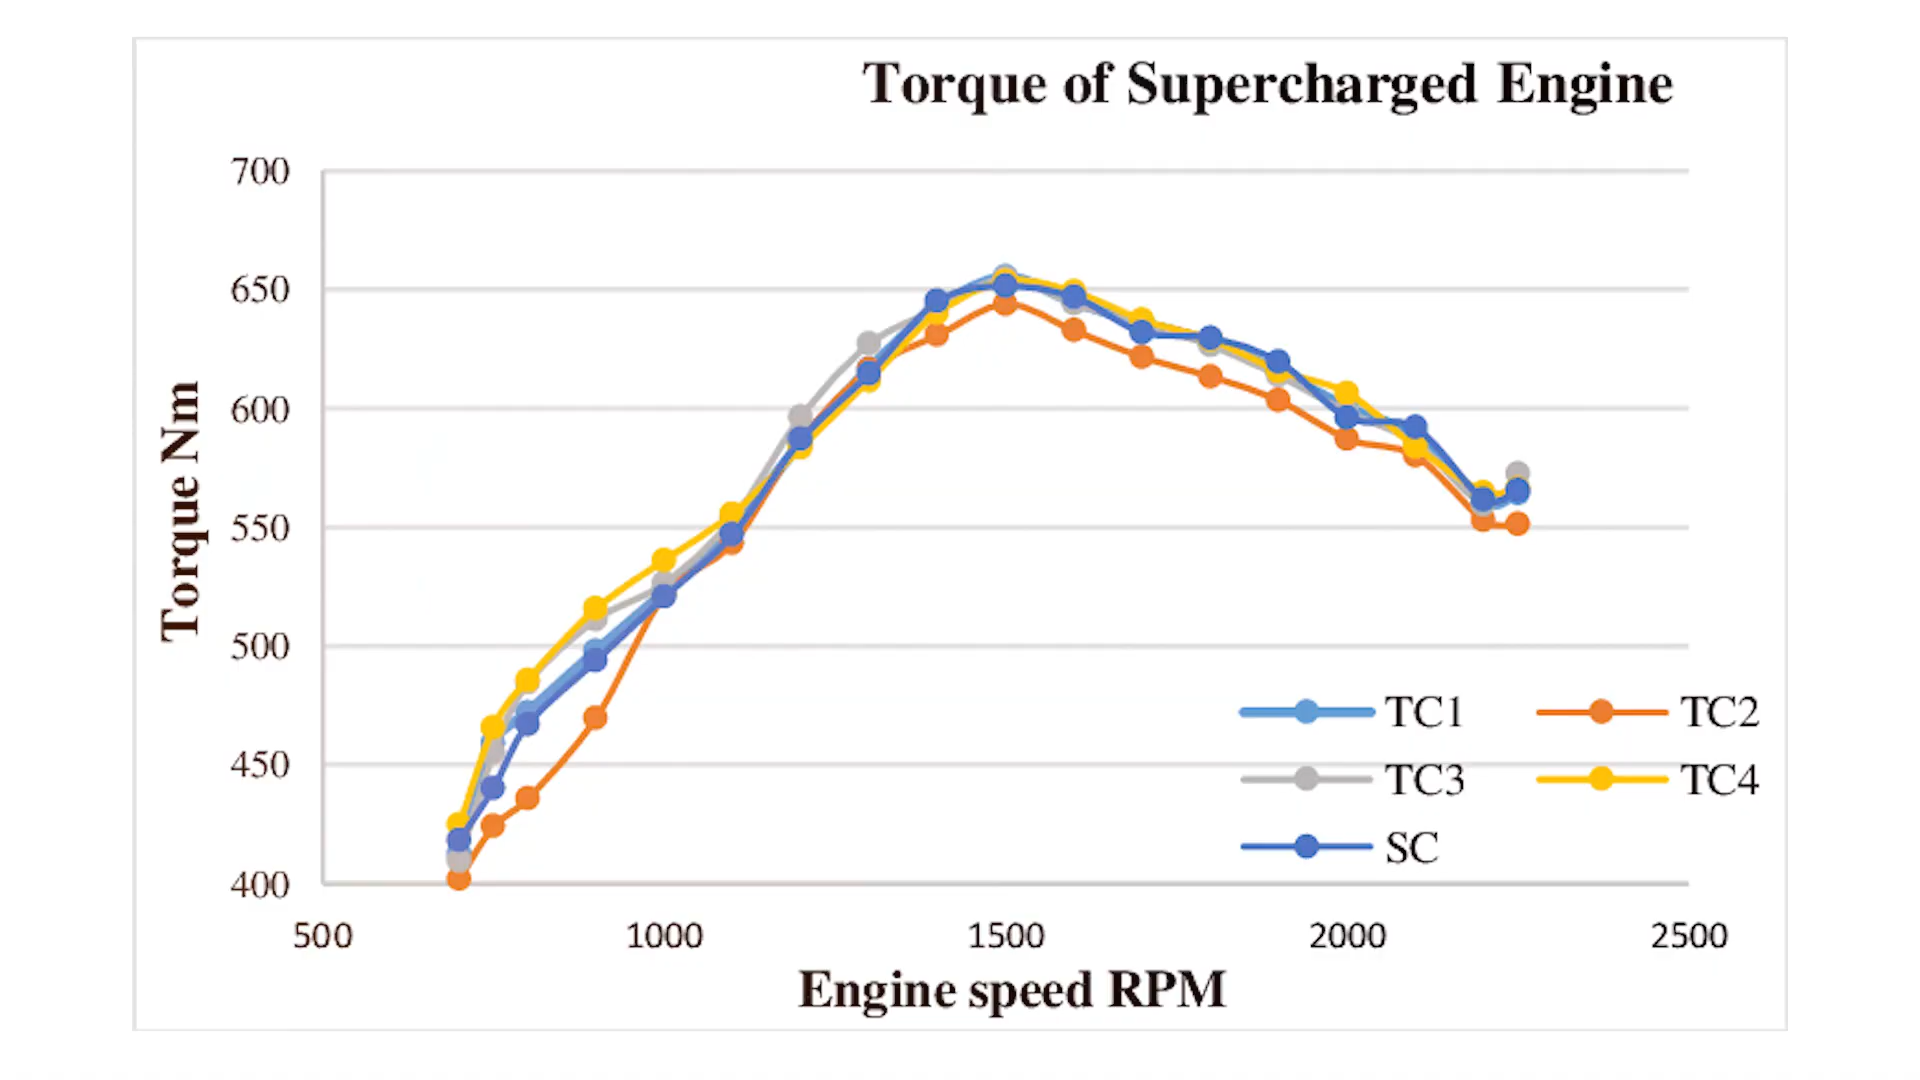 Torque of Supercharged Engine
700
650
600
550
500
450
400
Torque Nm
TC1 TC2
TC3 TC4
SC
500 1000 1500 2000 2500
Engine speed RPM